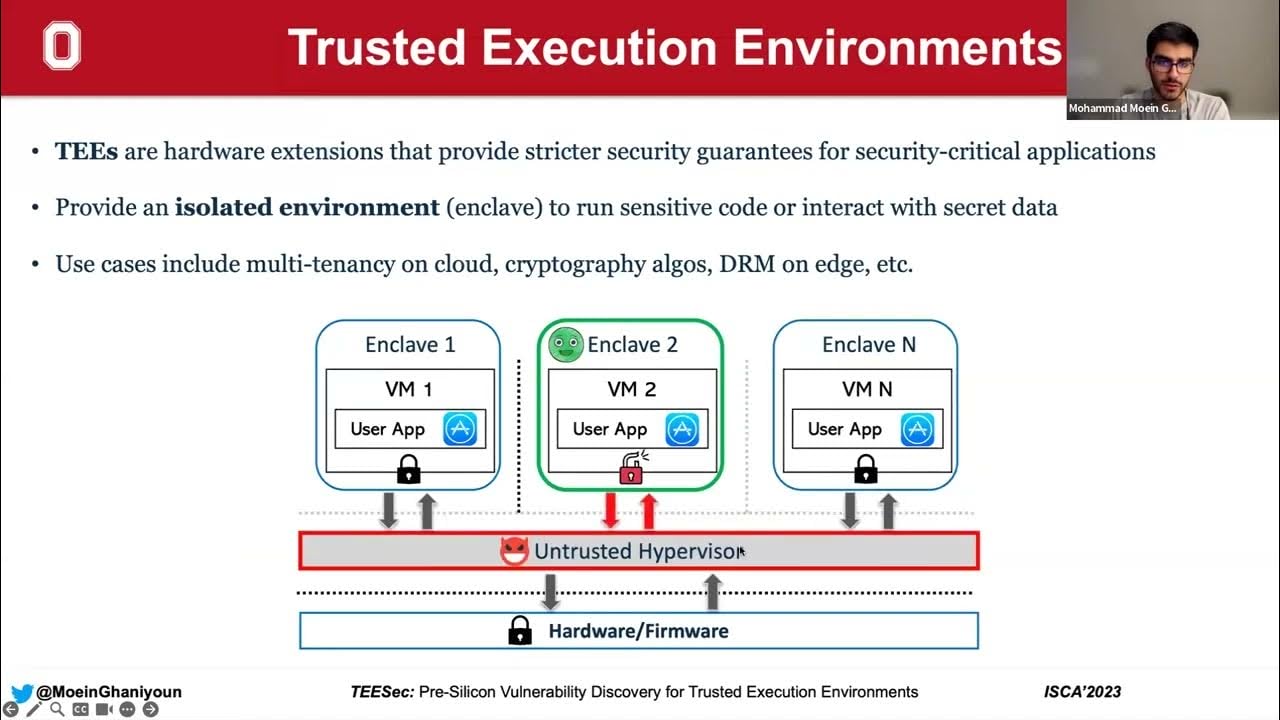 Trusted Execution Environments
Mohammad Moein G...
• TEEs are hardware extensions that provide stricter security guarantees for security-critical applications
• Provide an isolated environment (enclave) to run sensitive code or interact with secret data
• Use cases include multi-tenancy on cloud, cryptography algos, DRM on edge, etc.
Enclave 1
VM 1
User App
Enclave 2
VM 2
User App
Enclave N
VM N
User App
Untrusted Hypervisor
Hardware/Firmware
@MoeinGhaniyoun
TEESec: Pre-Silicon Vulnerability Discovery for Trusted Execution Environments
ISCA'2023
CC